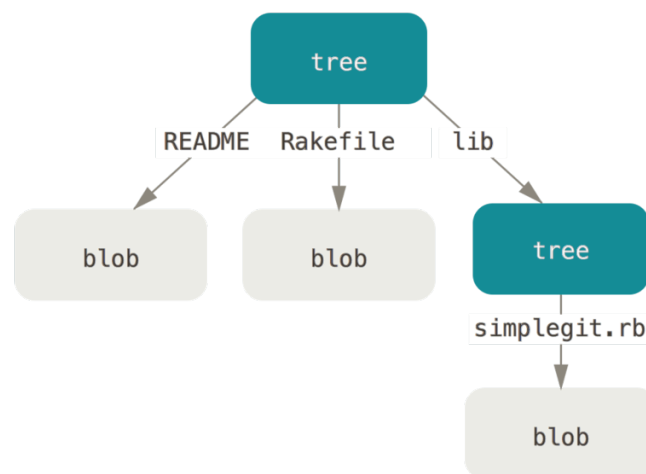 tree
README Rakefile lib
blob blob tree
simplegit.rb
blob